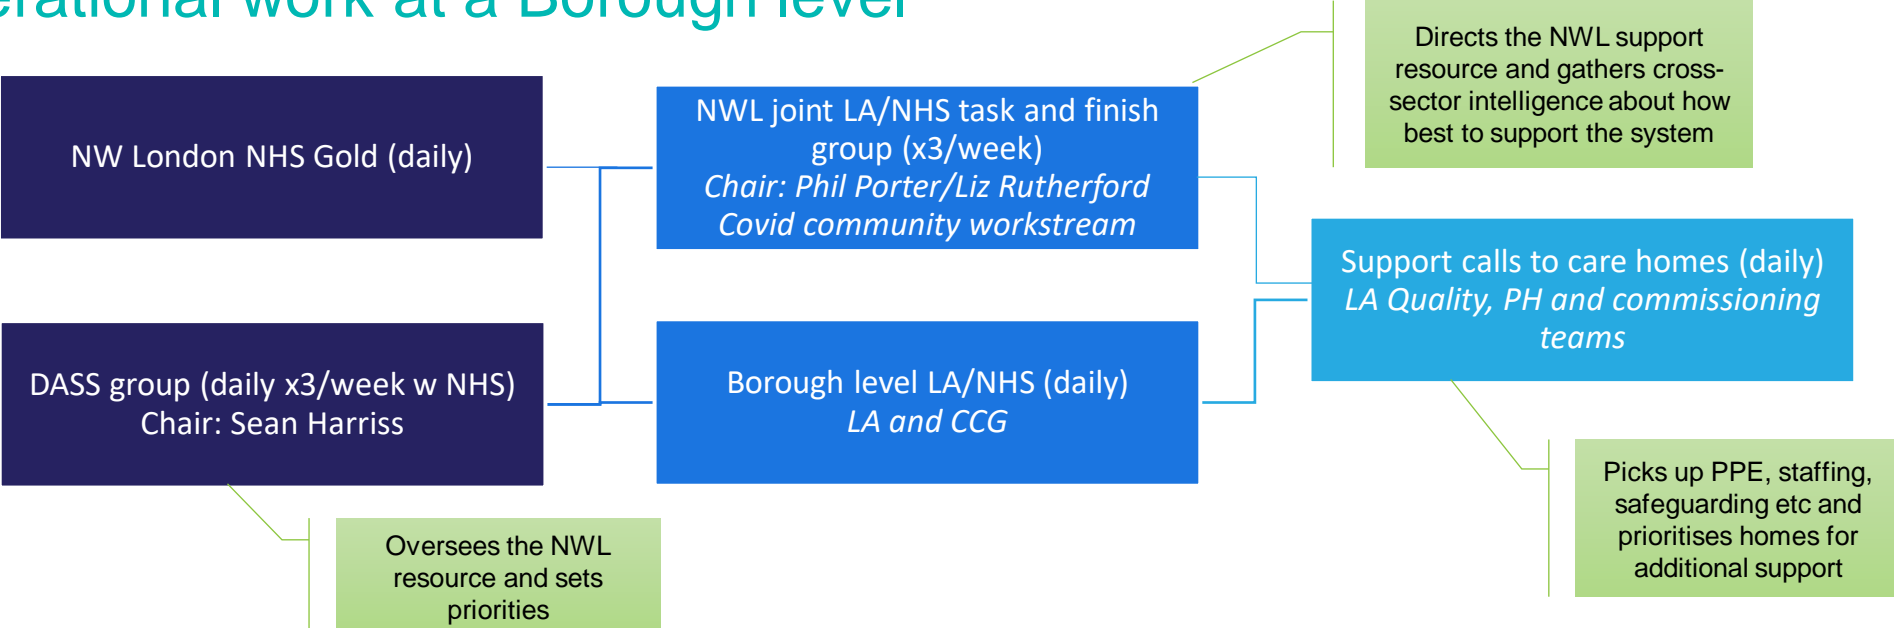 work at a Borough level
NW London NHS Gold (daily)
DASS group (daily x3/week w NHS)
Chair: Sean Harriss
Oversees the NWL
resource and sets
priorities
NWL joint LA/NHS task and finish
group (x3/week)
Chair: Phil Porter/Liz Rutherford
Covid community workstream
Borough level LA/NHS (daily)
LA and CCG
Directs the NWL support
resource and gathers cross-
sector intelligence about how
best to support the system
Support calls to care homes (daily)
LA Quality, PH and commissioning
teams
Picks up PPE, staffing,
safeguarding etc and
prioritises homes for
additional support